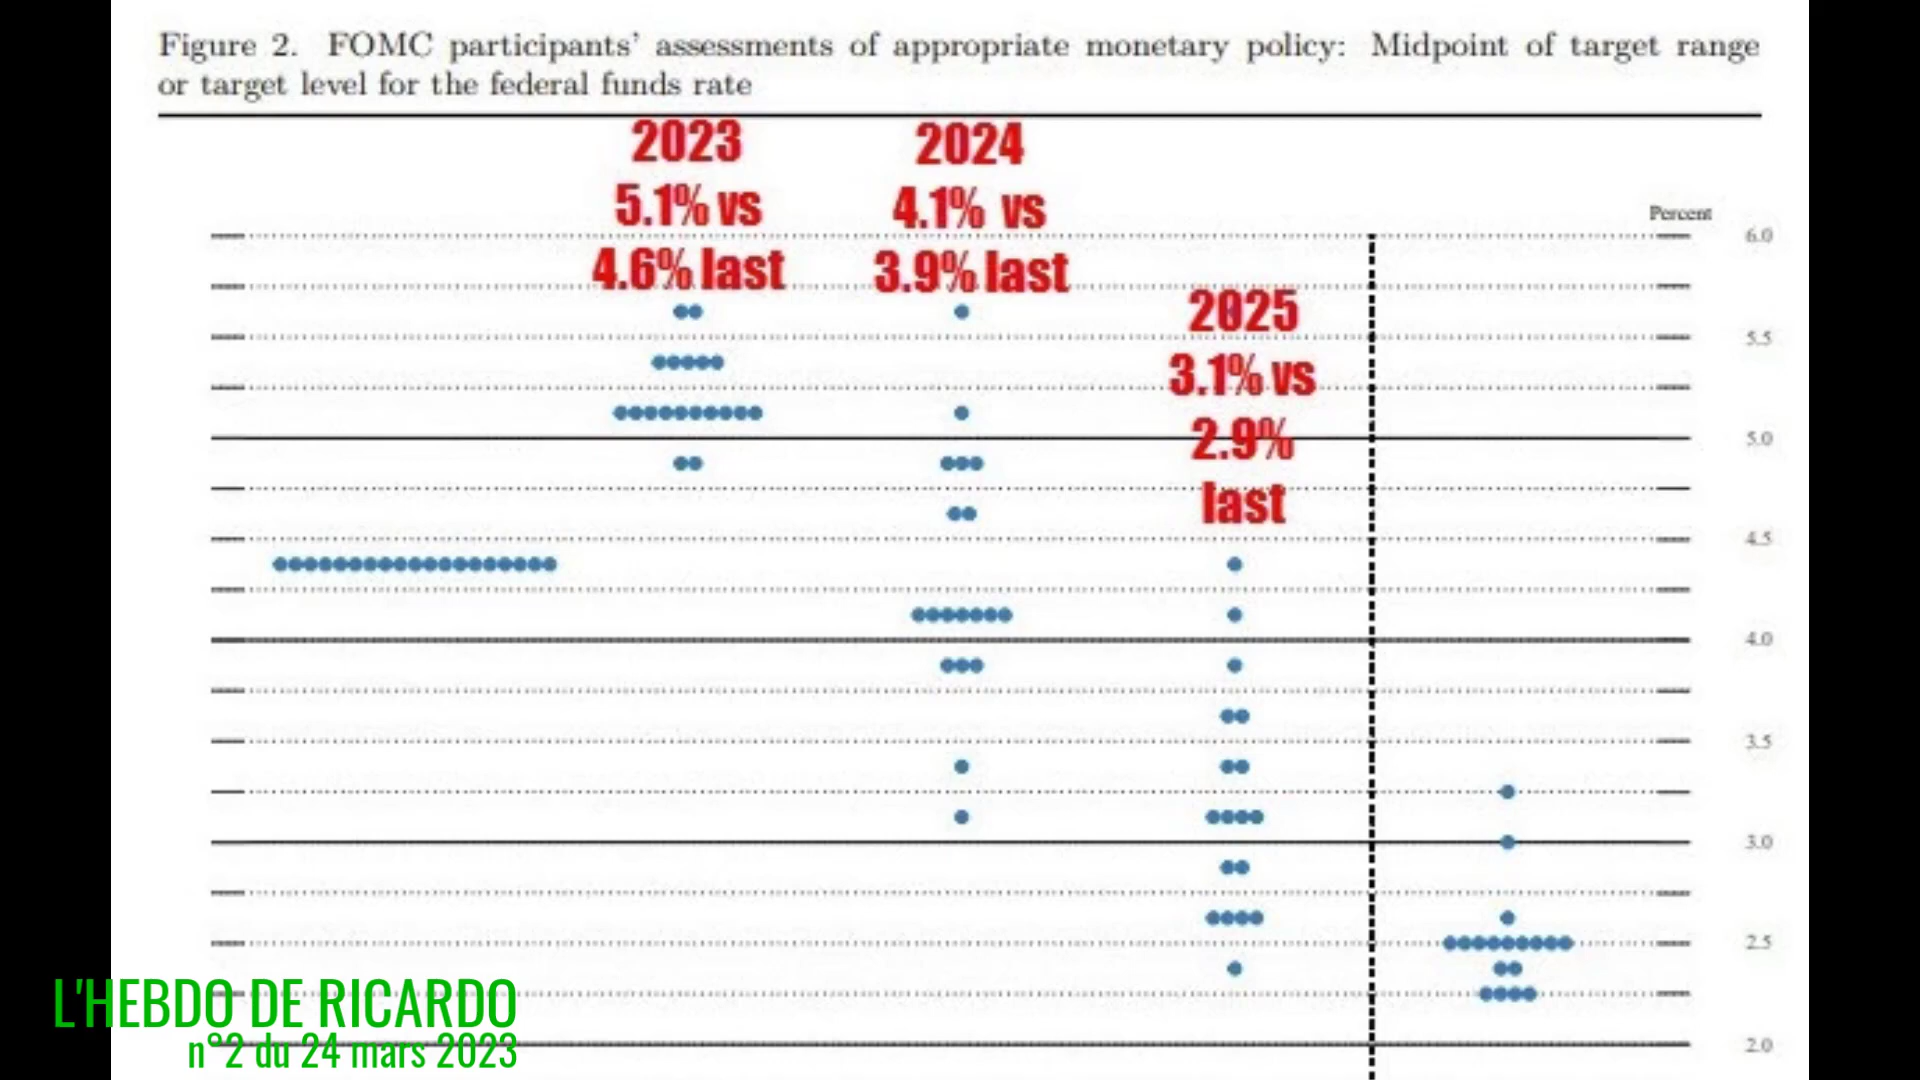 Figure 2. FOMC participants' assessments of appropriate monetary policy: Midpoint of target range
or target level for the federal funds rate
2023
5.1% vs
4.6% last
2024
4.1% vs
3.9% last
2025
3.1% vs
2.9%
last
Percent
6.0
5.5
5.0
4.5
4.0
3.5
3.0
2.5
2.0
L'HEBDO DE RICARDO
n°2 du 24 mars 2023